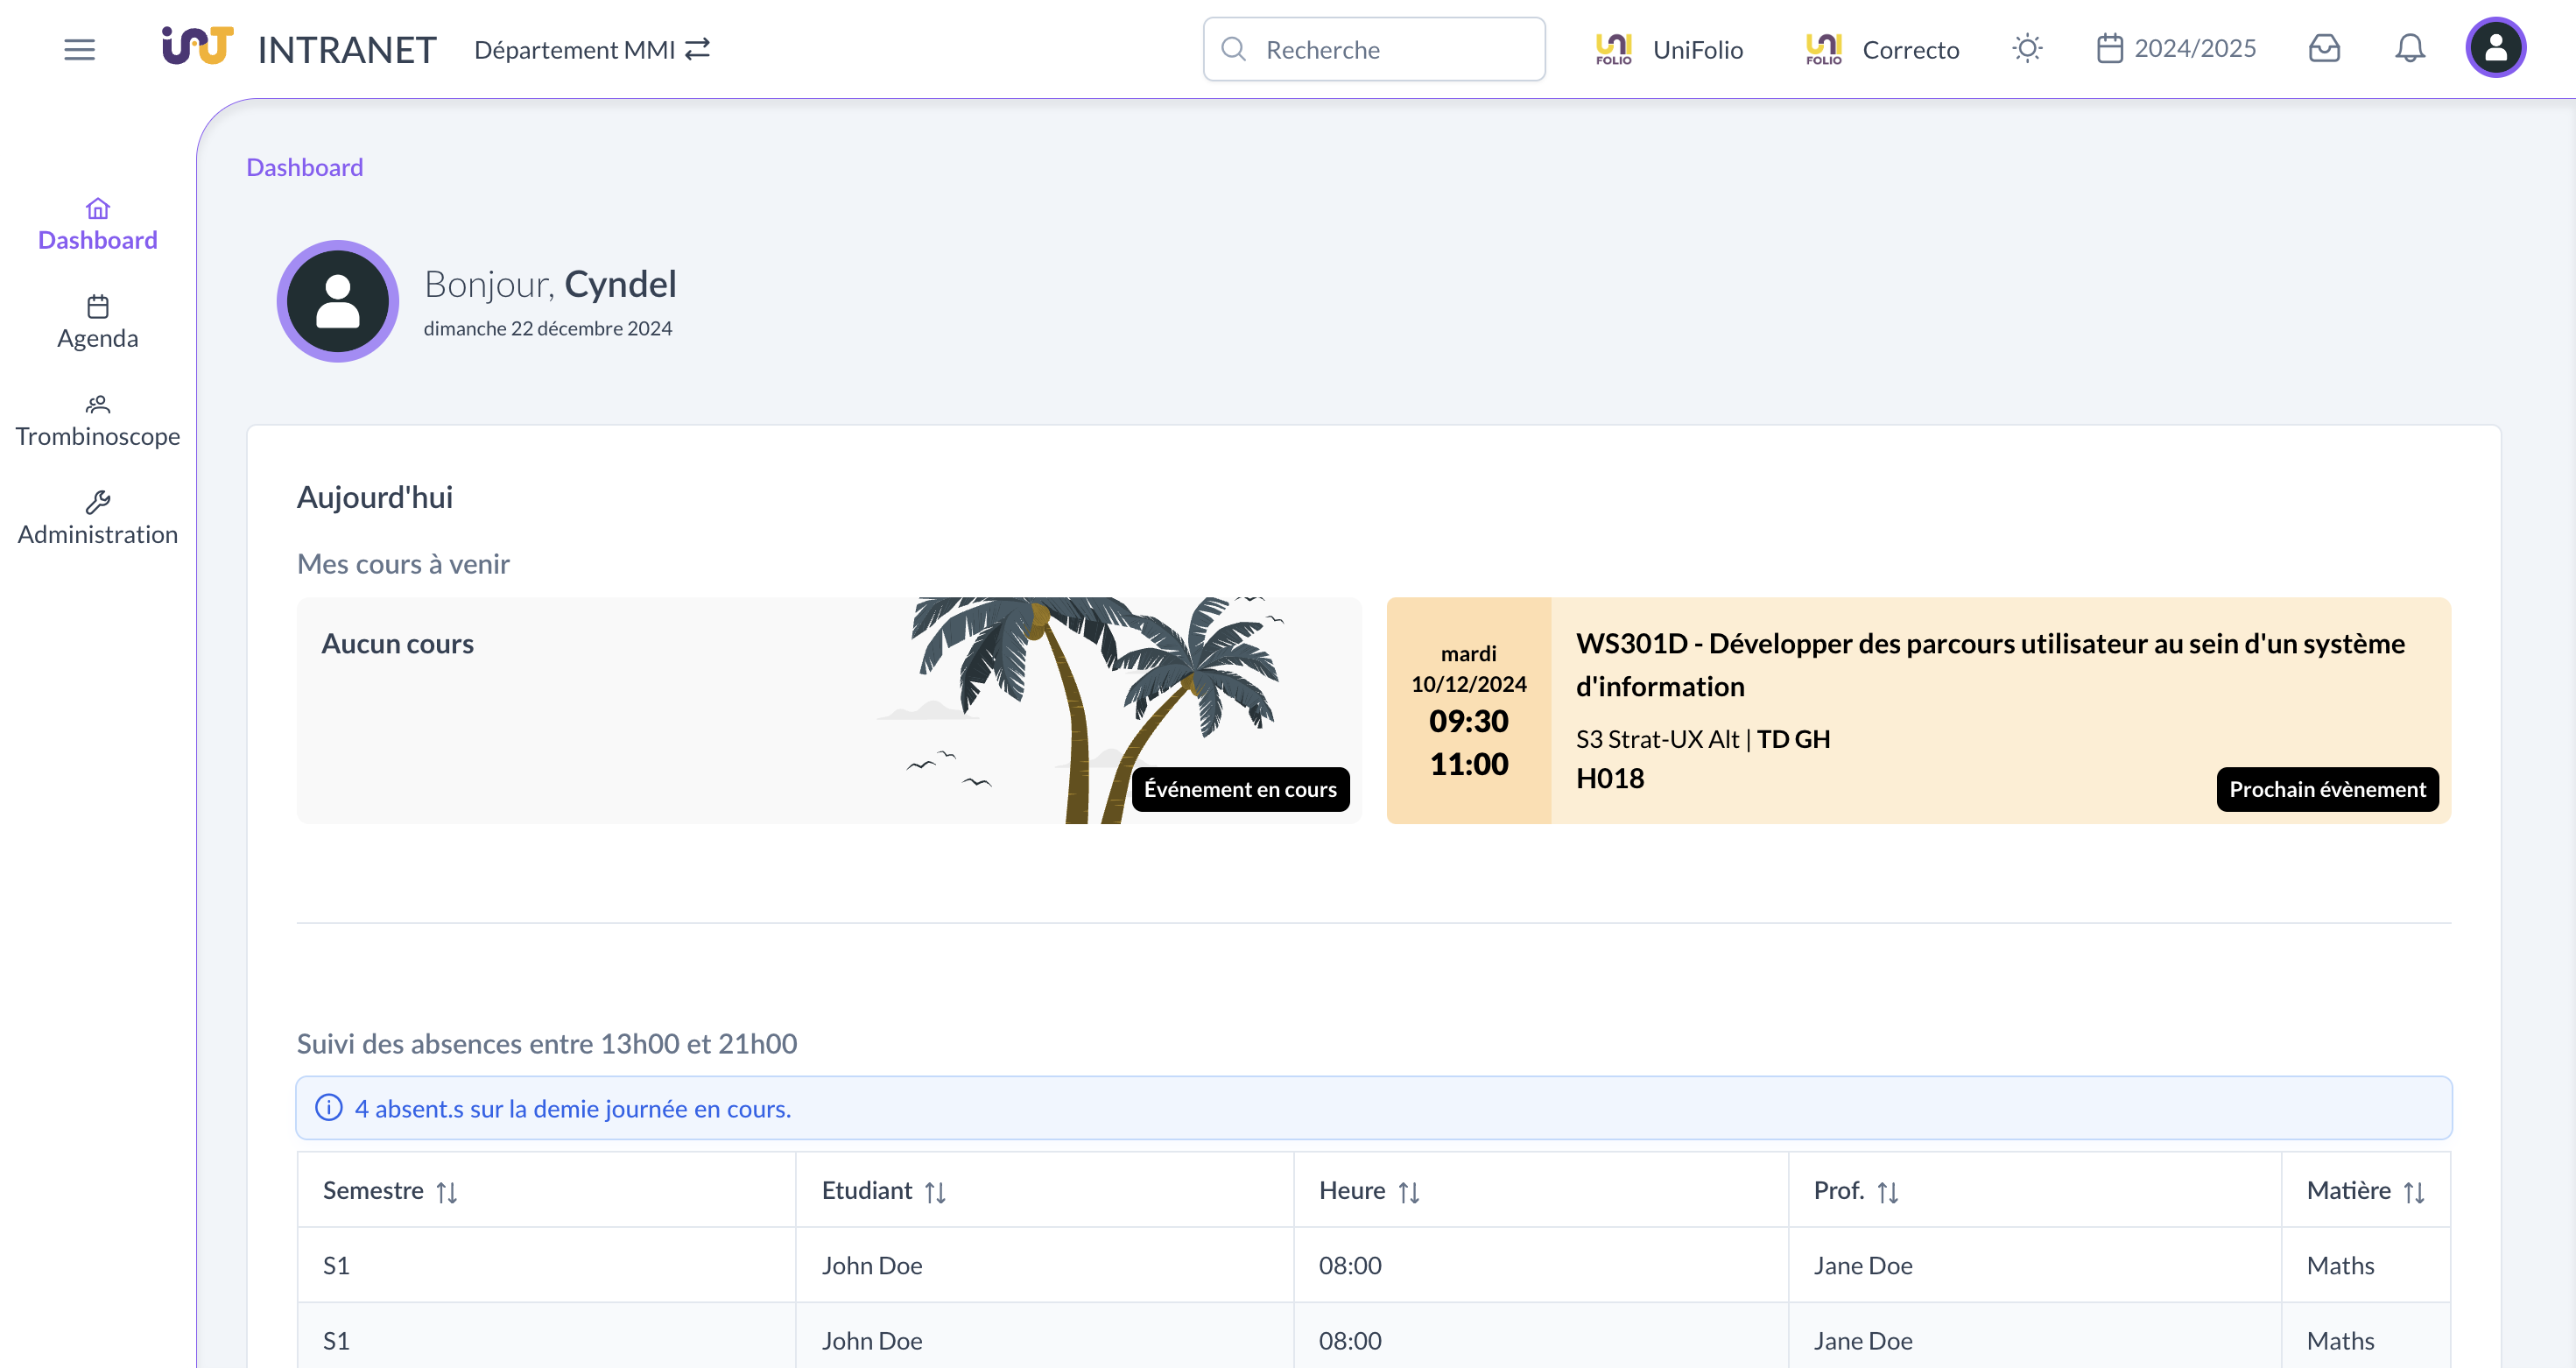 INTRANET
Département MMI
Recherche
UNI FOLIO
UniFolio
UNI FOLIO
Correcto
2024/2025
Dashboard
Dashboard
Agenda
Trombinoscope
Administration
Bonjour, Cyndel
dimanche 22 décembre 2024
Aujourd'hui
Mes cours à venir
Aucun cours
Événement en cours
mardi
10/12/2024
09:30
11:00
WS301D - Développer des parcours utilisateur au sein d'un système
d'information
S3 Strat-UX Alt | TD GH
H018
Prochain évènement
Suivi des absences entre 13h00 et 21h00
4 absent.s sur la demie journée en cours.
Semestre Etudiant Heure Prof. Matière
S1 John Doe 08:00 Jane Doe Maths
S1 John Doe 08:00 Jane Doe Maths